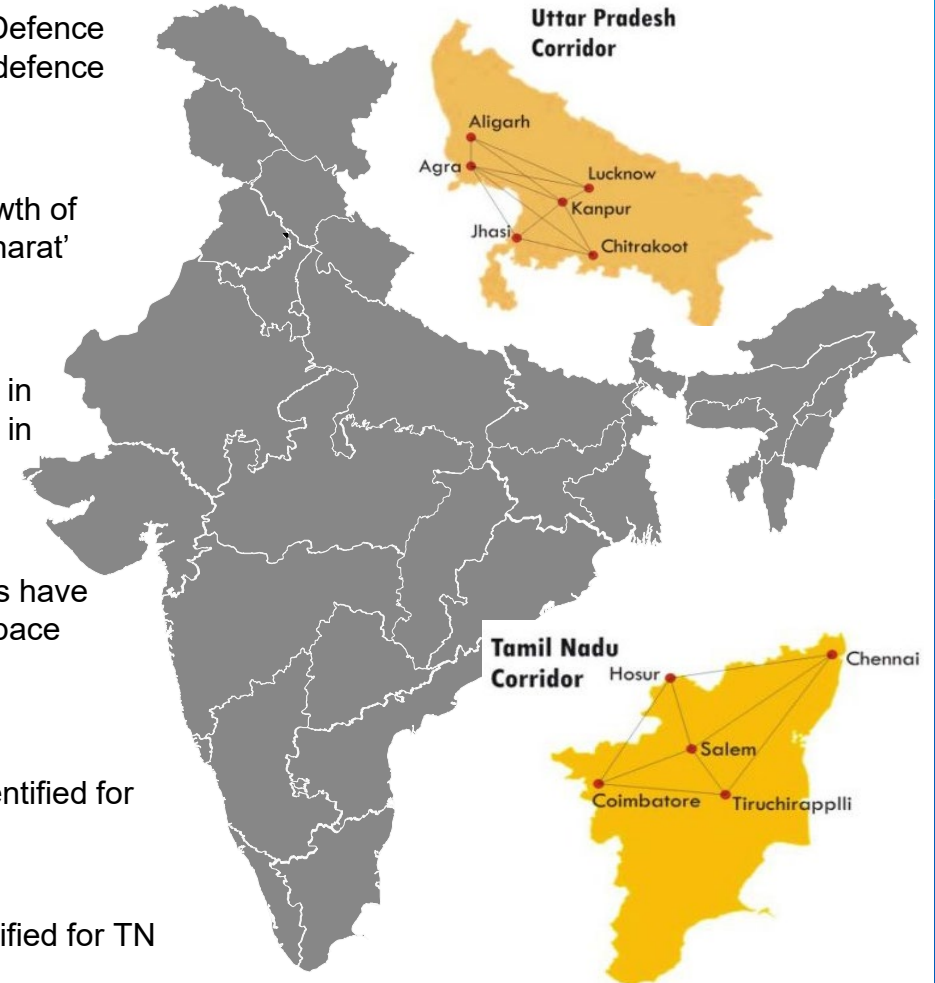 Defence
defence
wth of
harat’
in
in
s have
pace
entified for
ified for TN
Uttar Pradesh
Corridor
Aligarh
Agra
Lucknow
Kanpur
Jhasi
Chitrakoot
Tamil Nadu
Corridor
Hosur
Chennai
Salem
Coimbatore
Tiruchirapplli